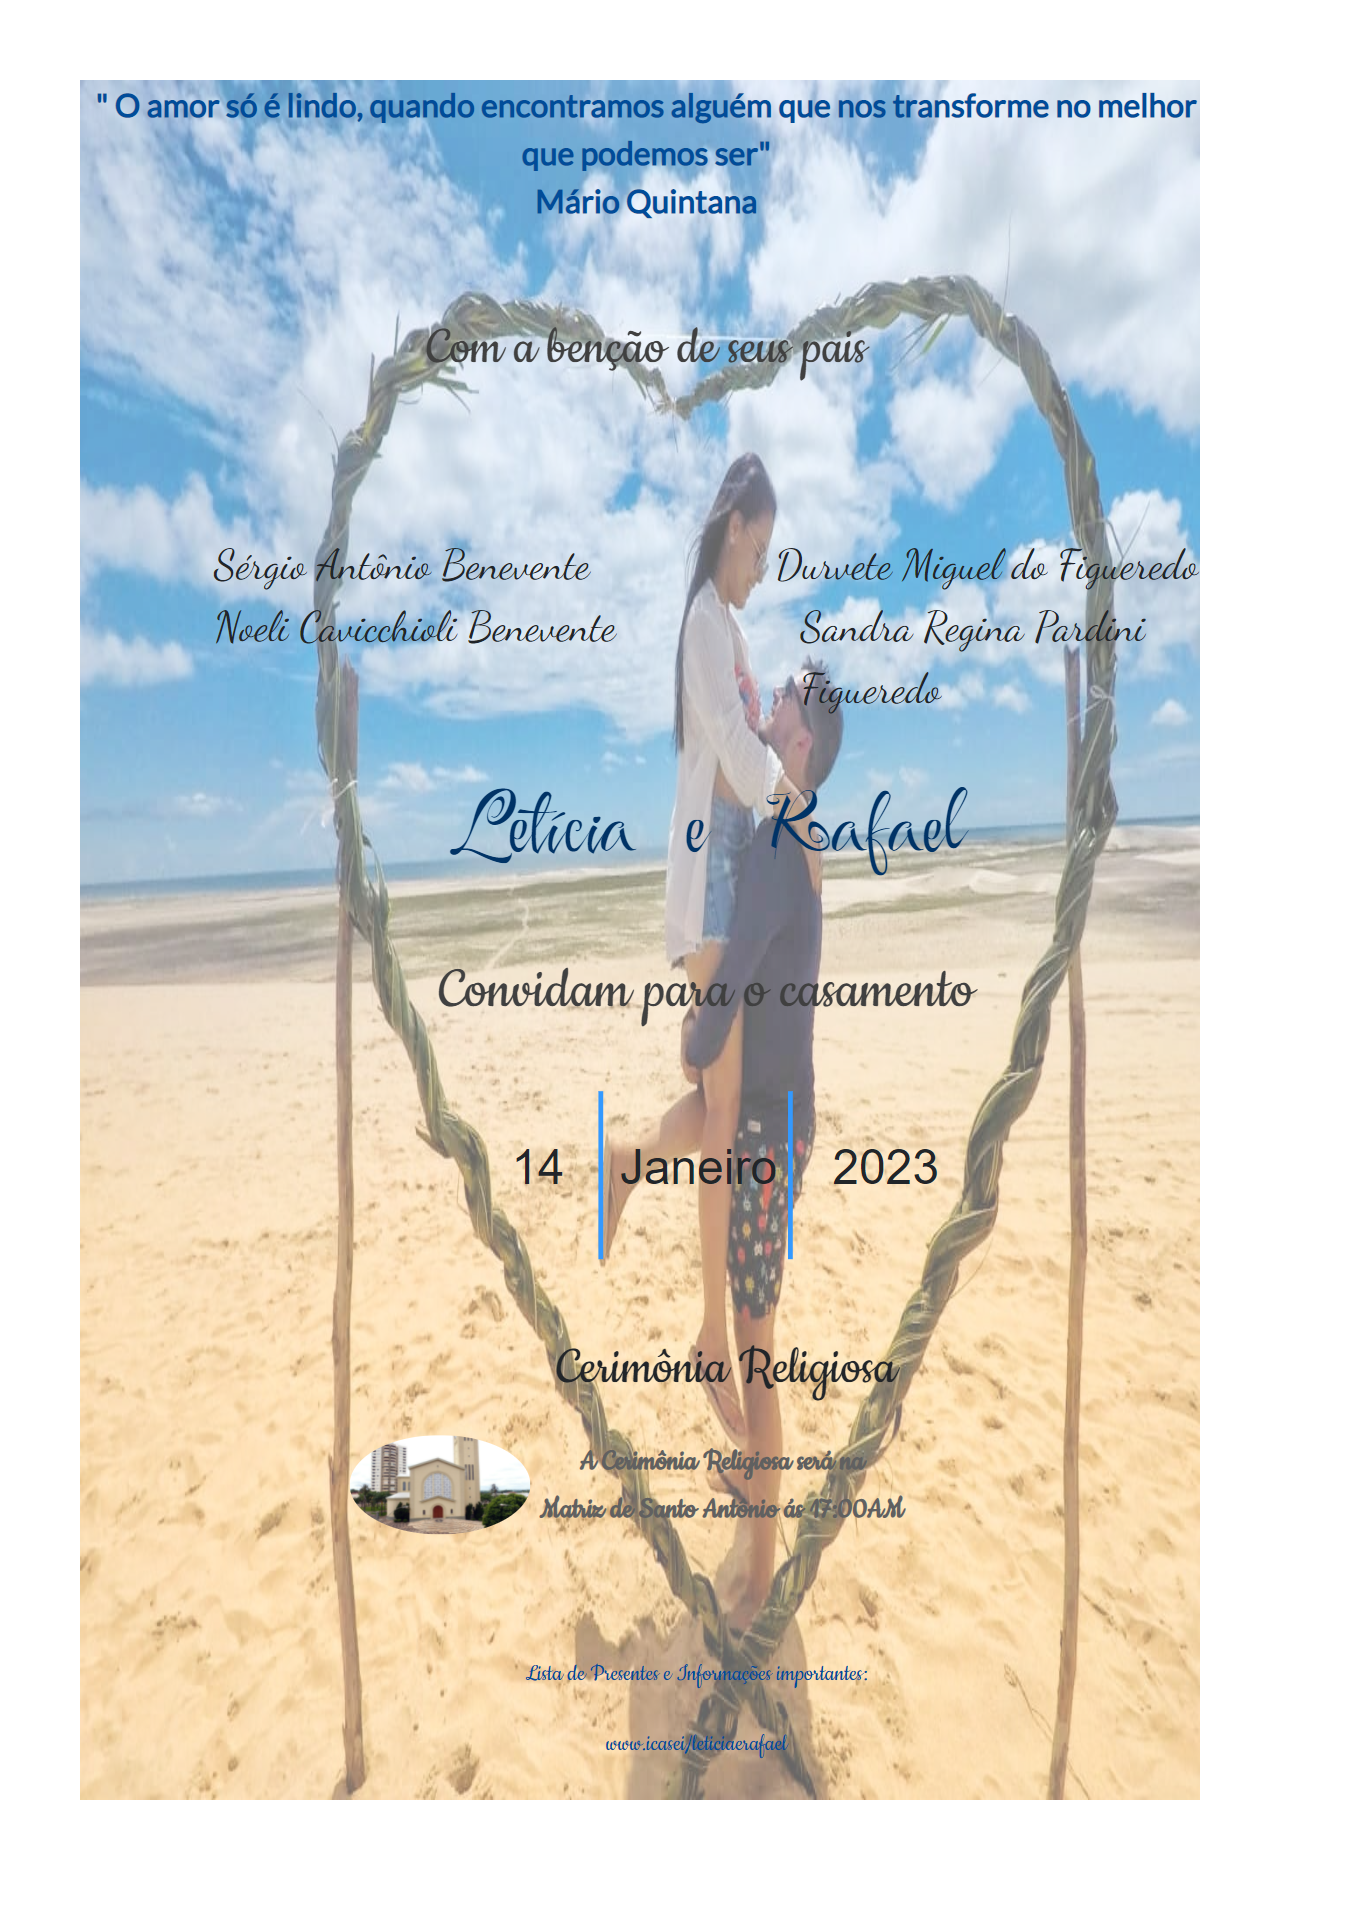 " O amor só é lindo, quando encontramos alguém que nos transforme no melhor
que podemos ser"
Mário Quintana
Com a benção de seus pais
Sérgio Antônio Benevente
Noeli Cavicchioli Benevente
Durvete Miguel do Figueredo
Sandra Regina Pardini
Figueredo
Letícia e Rafael
Convidam para o casamento
14 Janeiro 2023
Cerimônia Religiosa
A Cerimônia Religiosa será na
Matriz de Santo Antônio ás 17:00AM
Lista de Presentes e Informações importantes:
www.icasei/leticiaerafael